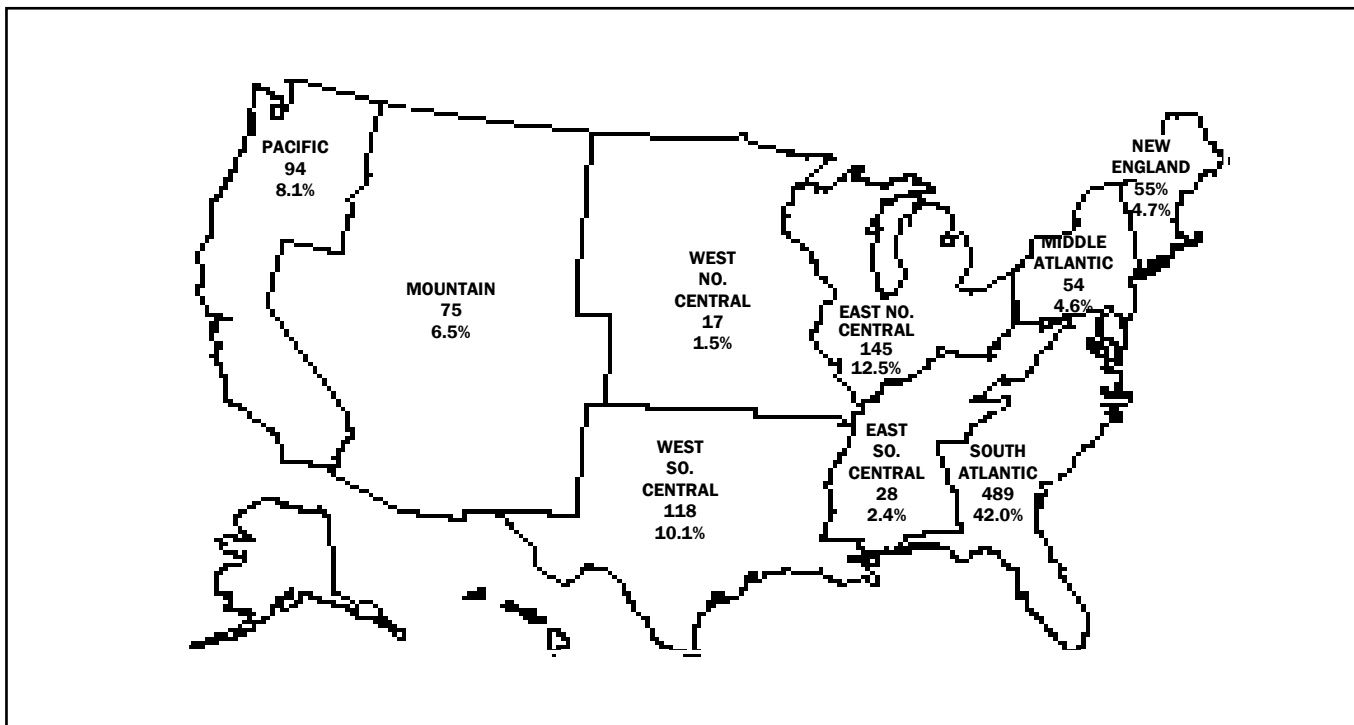 PACIFIC
94
8.1%
MOUNTAIN
75
6.5%
WEST
NO.
CENTRAL
17
1.5%
WEST
SO.
CENTRAL
118
10.1%
EAST NO.
CENTRAL
145
12.5%
EAST
SO.
CENTRAL
28
2.4%
SOUTH
ATLANTIC
489
42.0%
MIDDLE
ATLANTIC
54
4.6%
NEW
ENGLAND
55%
4.7%